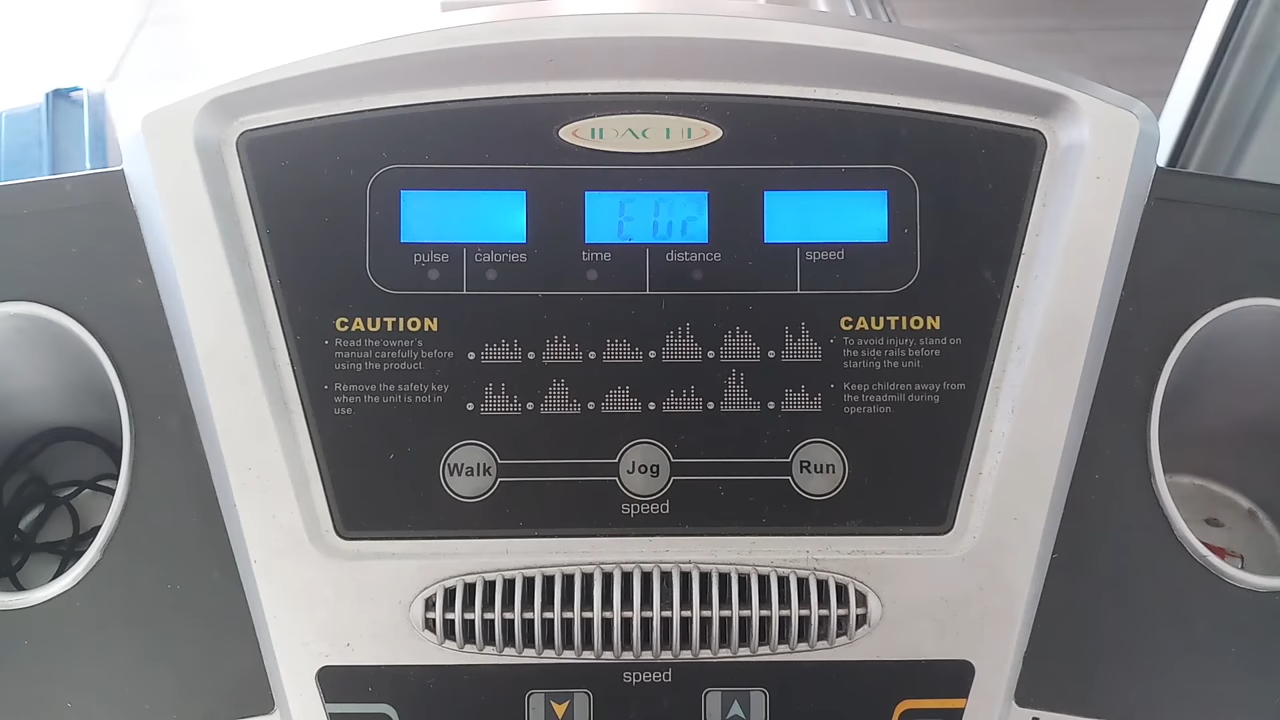 IDACHI
E 02
pulse calories time distance speed
CAUTION
• Read the owner's
manual carefully before
using the product.
• Remove the safety key
when the unit is not in
use.
CAUTION
• To avoid injury, stand on
the side rails before
starting the unit.
• Keep children away from
the treadmill during
operation.
Walk Jog Run
speed
speed